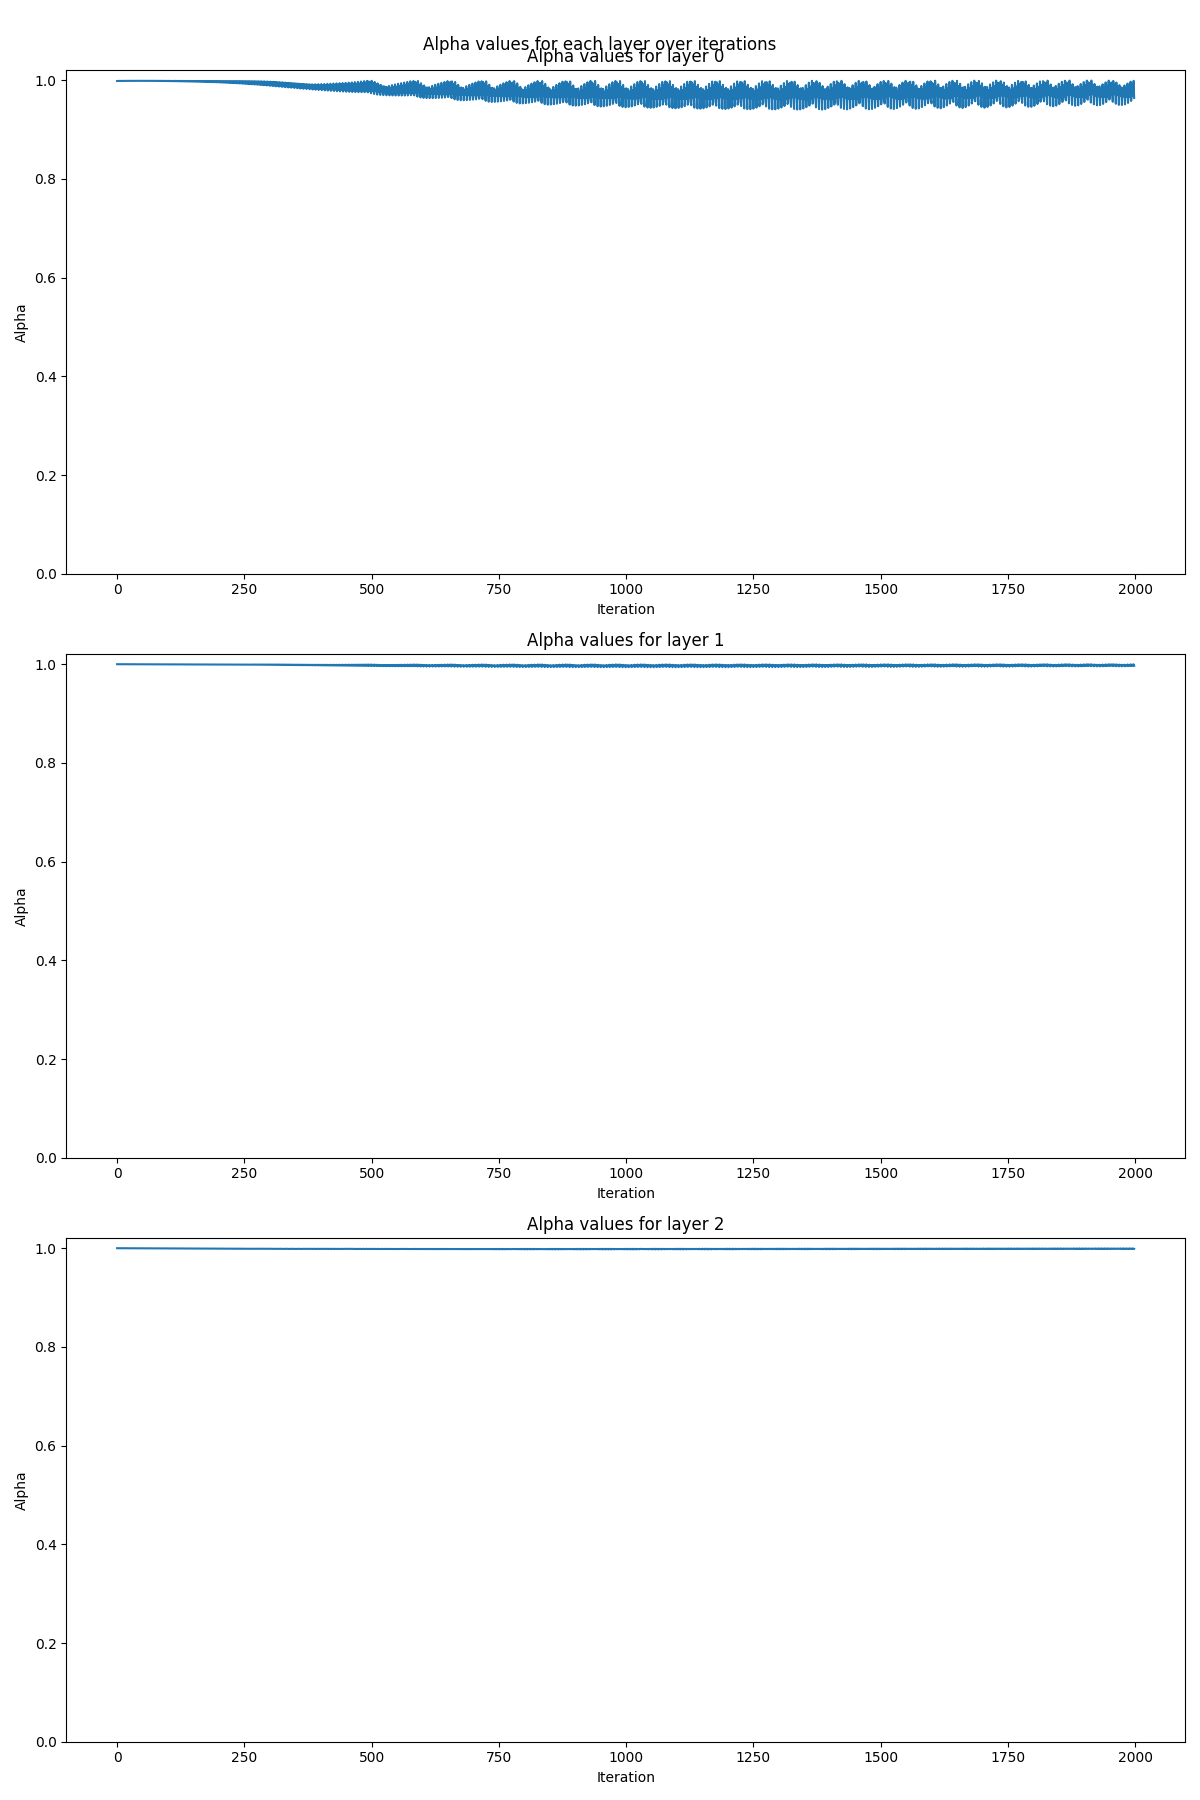 Alpha values for each layer over iterations
Alpha values for layer 0
1.0
0.8
0.6
0.4
0.2
0.0
Alpha
0 250 500 750 1000 1250 1500 1750 2000
Iteration
Alpha values for layer 1
1.0
0.8
0.6
0.4
0.2
0.0
Alpha
0 250 500 750 1000 1250 1500 1750 2000
Iteration
Alpha values for layer 2
1.0
0.8
0.6
0.4
0.2
0.0
Alpha
0 250 500 750 1000 1250 1500 1750 2000
Iteration